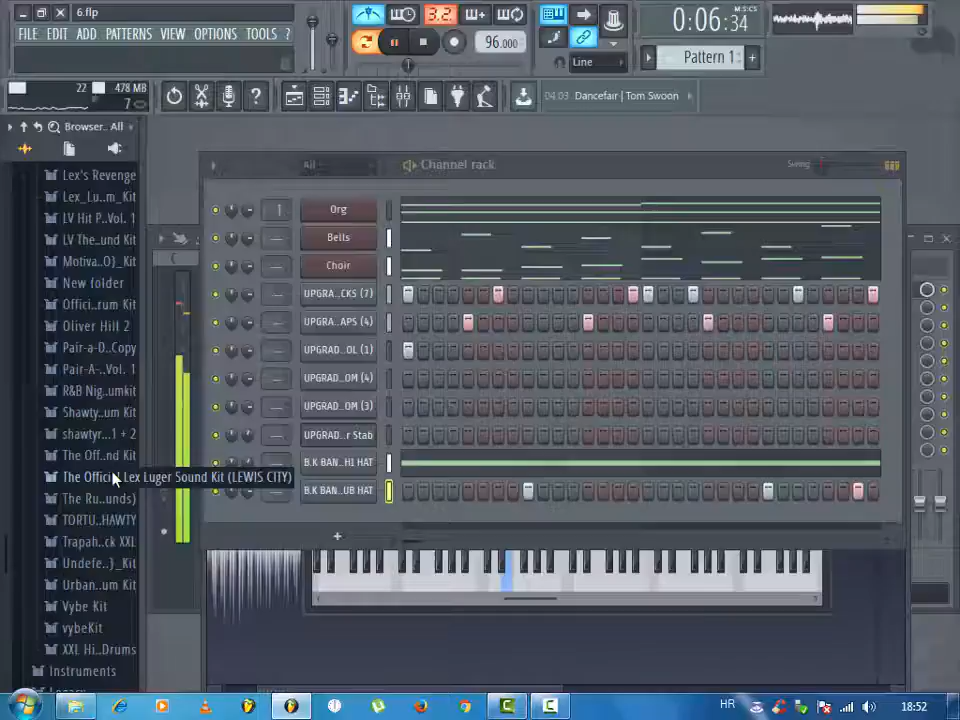 6.flp
FILE EDIT ADD PATTERNS VIEW OPTIONS TOOLS ?
3.2.
96.000
Line
0:06:34
M:S:CS
Pattern 1
22
478 MB
7
04.03 Dancefair | Tom Swoon
Browser.. All
Lex's Revenge
Lex_Lu..m_Kit
LV Hit P..Vol. 1
LV The..und Kit
Motiva..O}_Kit
New folder
Offici..rum Kit
Oliver Hill 2
Pair-a-D..Copy
Pair-A-..Vol. 1
R&B Nig..umkit
Shawty..um Kit
shawtyr...1 + 2
The Off..nd Kit
The Official Lex Luger Sound Kit (LEWIS CITY)
The Ru..unds)
TORTU..HAWTY
Trapah..ck XXL
Undefe..}_Kit
Urban..um Kit
Vybe Kit
vybeKit
XXL Hi..Drums
Instruments
All
Channel rack
Swing
Org
Bells
Choir
UPGRA..CKS (7)
UPGRA..APS (4)
UPGRAD..OL (1)
UPGRAD..OM (4)
UPGRAD..OM (3)
UPGRAD..r Stab
B.K BAN..H1 HAT
B.K BAN..UB HAT
HR
18:52